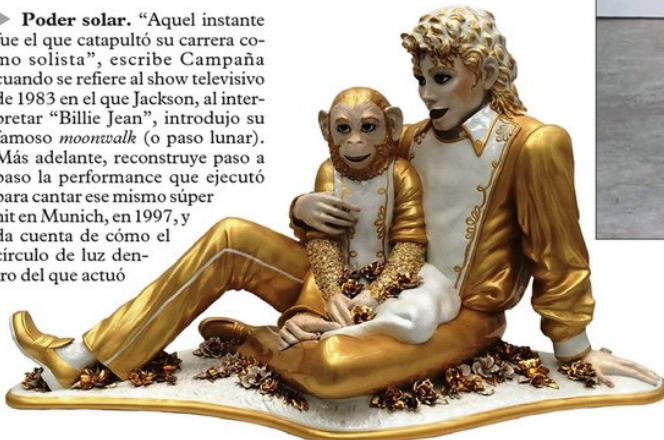 Poder solar. “Aquel instante
fue el que catapultó su carrera co-
mo solista”, escribe Campaña
cuando se refiere al show televisivo
de 1983 en el que Jackson, al inter-
pretar “Billie Jean”, introdujo su
famoso moonwalk (o paso lunar).
Más adelante, reconstruye paso a
paso la performance que ejecutó
para cantar ese mismo súper
hit en Munich, en 1997, y
da cuenta de cómo el
círculo de luz den-
tro del que actuó